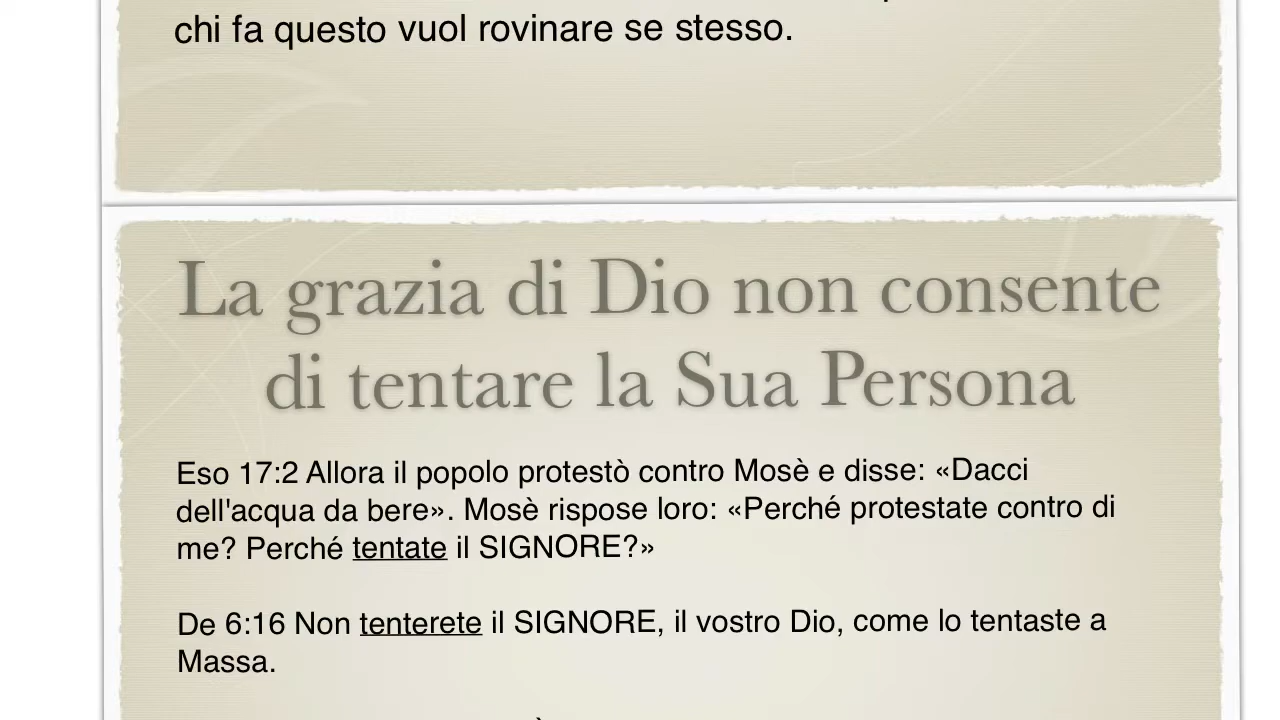 chi fa questo vuol rovinare se stesso.
La grazia di Dio non consente
di tentare la Sua Persona
Eso 17:2 Allora il popolo protestò contro Mosè e disse: «Dacci
dell'acqua da bere». Mosè rispose loro: «Perché protestate contro di
me? Perché tentate il SIGNORE?»
De 6:16 Non tenterete il SIGNORE, il vostro Dio, come lo tentaste a
Massa.